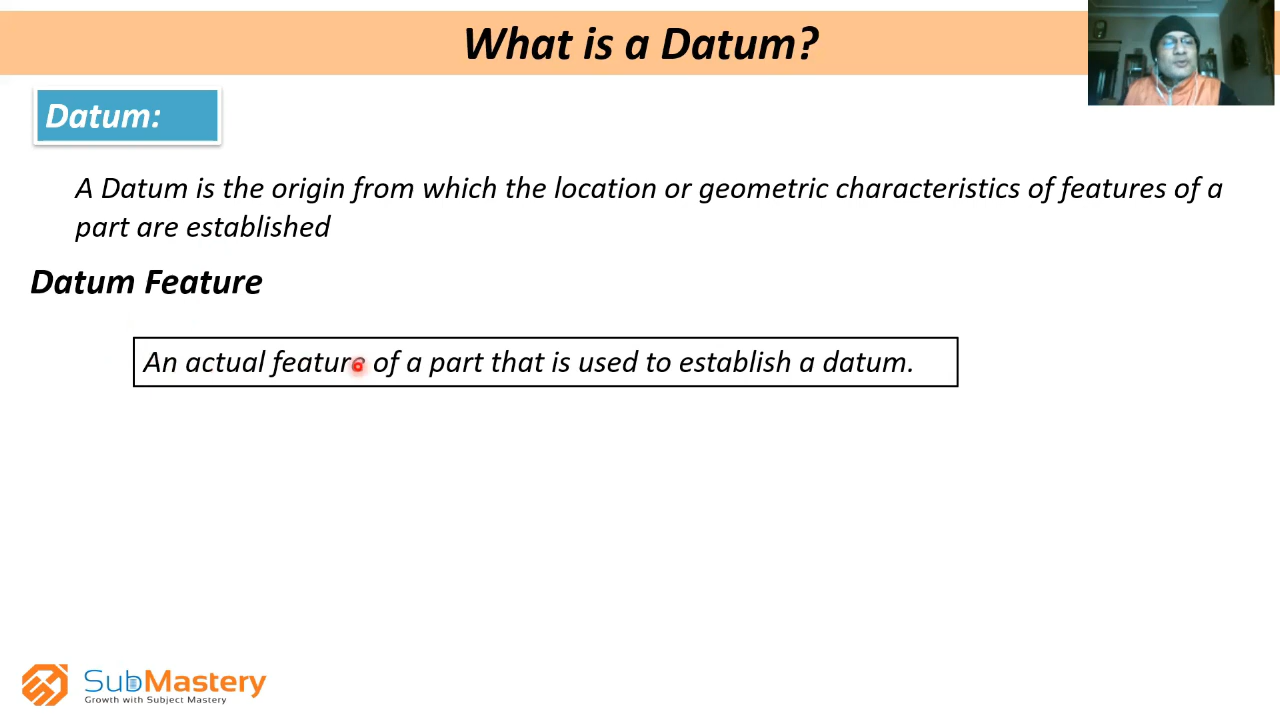 What is a Datum?
Datum:
A Datum is the origin from which the location or geometric characteristics of features of a
part are established
Datum Feature
An actual feature of a part that is used to establish a datum.
SubMastery
Growth with Subject Mastery